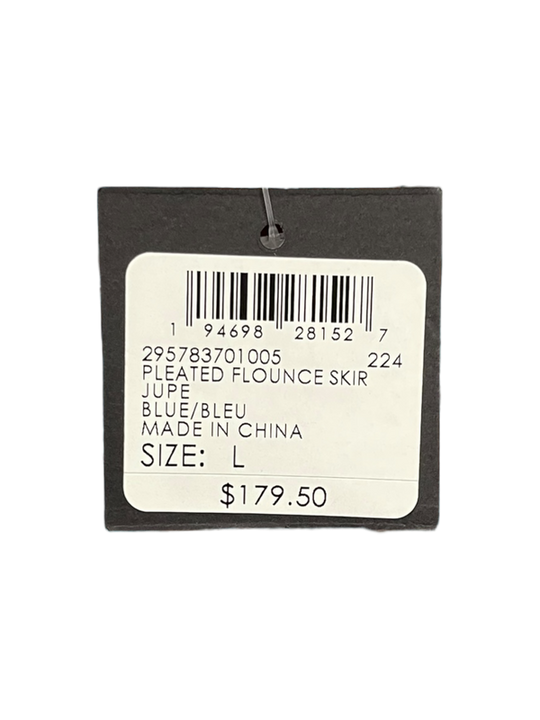 1 94698 28152 7
295783701005 224
PLEATED FLOUNCE SKIR
JUPE
BLUE/BLEU
MADE IN CHINA
SIZE: L
$179.50